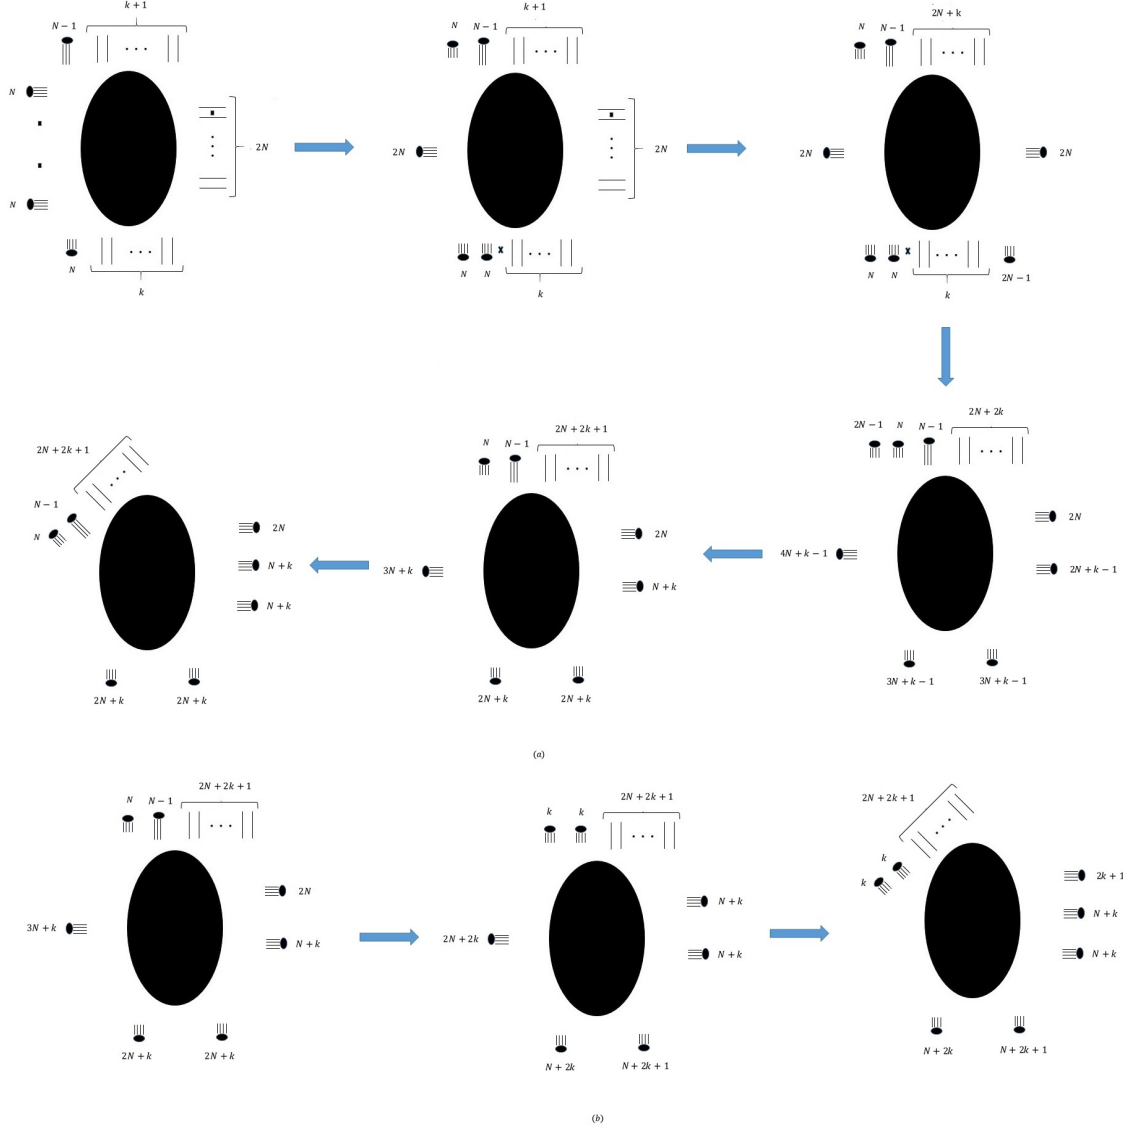 k + 1
N − 1
N
2N
N
N
k
k + 1
N
N − 1
2N
2N
x
N
N
k
2N + k
N
N − 1
2N
2N
x
N
N
2N − 1
k
2N + 2k
2N − 1
N
N − 1
2N
4N + k − 1
2N + k − 1
3N + k − 1
3N + k − 1
2N + 2k + 1
N
N − 1
2N
3N + k
N + k
2N + k
2N + k
2N + 2k + 1
N − 1
N
2N
N + k
N + k
2N + k
2N + k
(a)
2N + 2k + 1
N
N − 1
2N
3N + k
N + k
2N + k
2N + k
2N + 2k + 1
k
k
N + k
2N + 2k
N + k
N + 2k
N + 2k + 1
2N + 2k + 1
k
k
2k + 1
N + k
N + k
N + 2k
N + 2k + 1
(b)